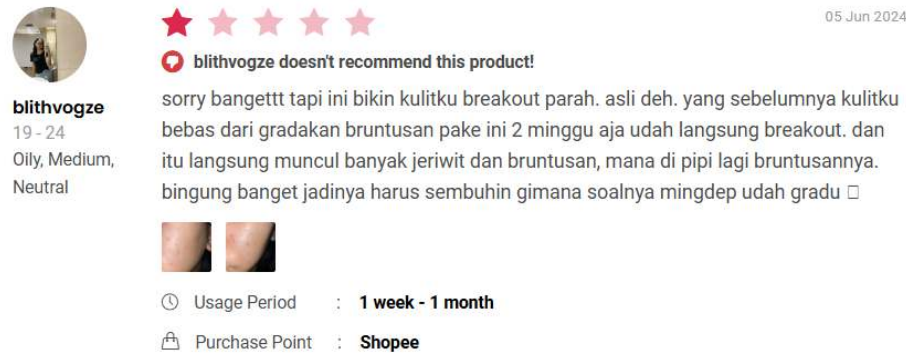 05 Jun 2024
blithvogze doesn't recommend this product!
blithvogze
19 - 24
Oily, Medium,
Neutral
sorry bangettt tapi ini bikin kulitku breakout parah. asli deh. yang sebelumnya kulitku
bebas dari gradakan bruntusan pake ini 2 minggu aja udah langsung breakout. dan
itu langsung muncul banyak jeriwit dan bruntusan, mana di pipi lagi bruntusannya.
bingung banget jadinya harus sembuhin gimana soalnya mingdep udah gradu
Usage Period : 1 week - 1 month
Purchase Point : Shopee